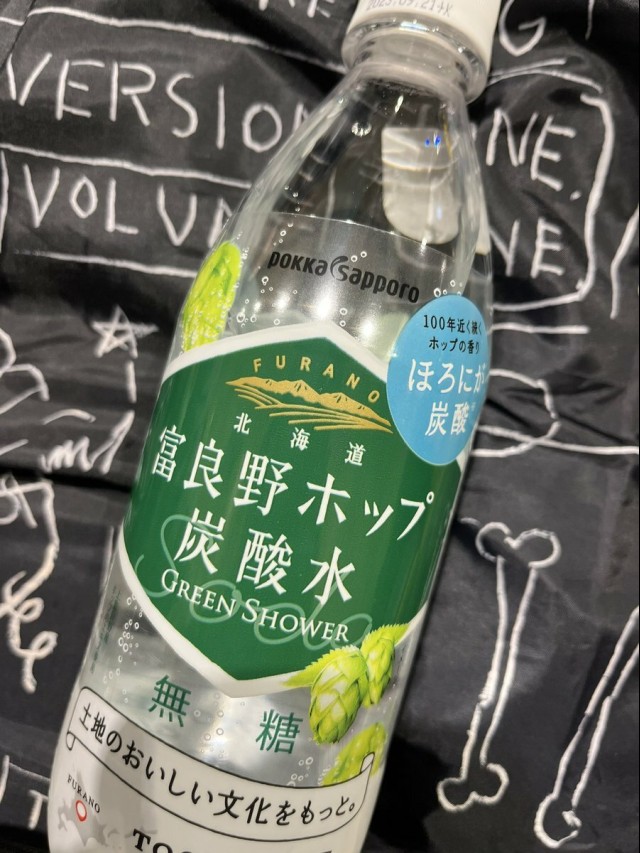 VERSION
NE.
VOLUM
NE
POKKA SAPPORO
100年近く続く
ホップの香り
ほろにが
炭酸
FURANO
北海道
富良野ホップ
炭酸水
Soda
GREEN SHOWER
無糖
土地のおいしい文化をもっと。
FURANO